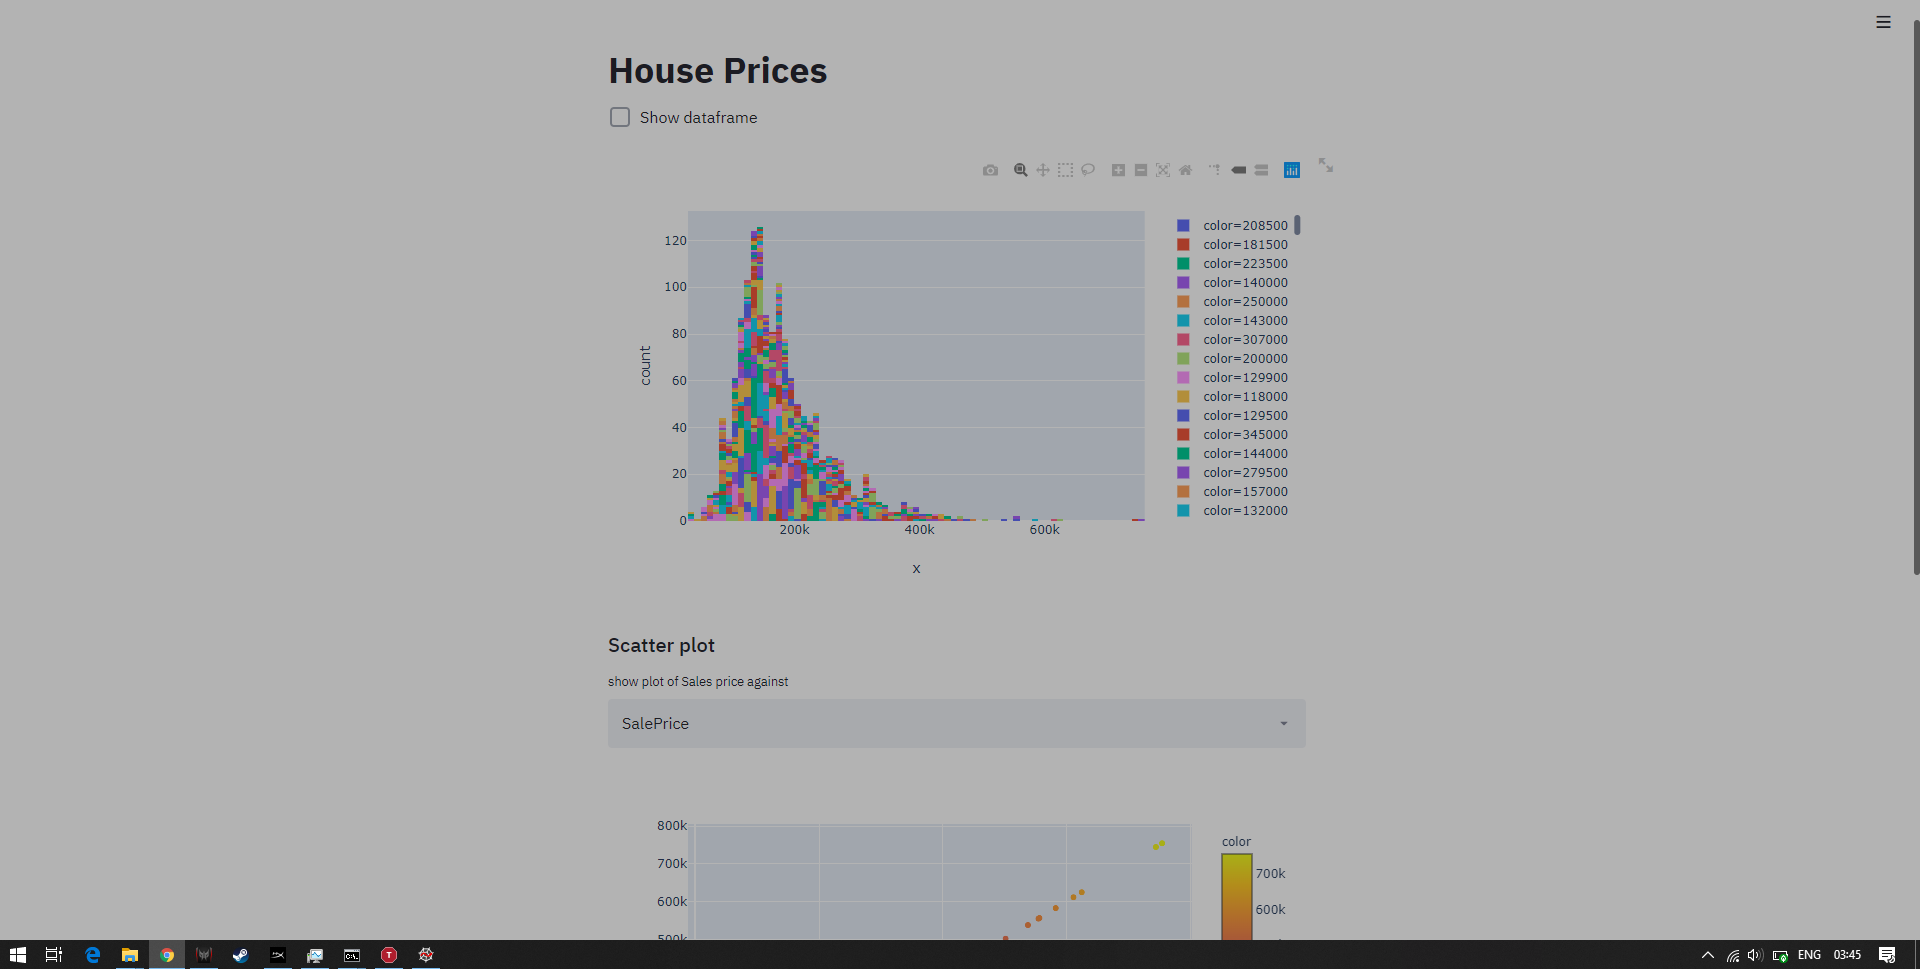 House Prices
Show dataframe
120
100
80
60
40
20
0
count
200k
400k
600k
x
color=208500
color=181500
color=223500
color=140000
color=250000
color=143000
color=307000
color=200000
color=129900
color=118000
color=129500
color=345000
color=144000
color=279500
color=157000
color=132000
Scatter plot
show plot of Sales price against
SalePrice
800k
700k
600k
500k
color
700k
600k
ENG
03:45